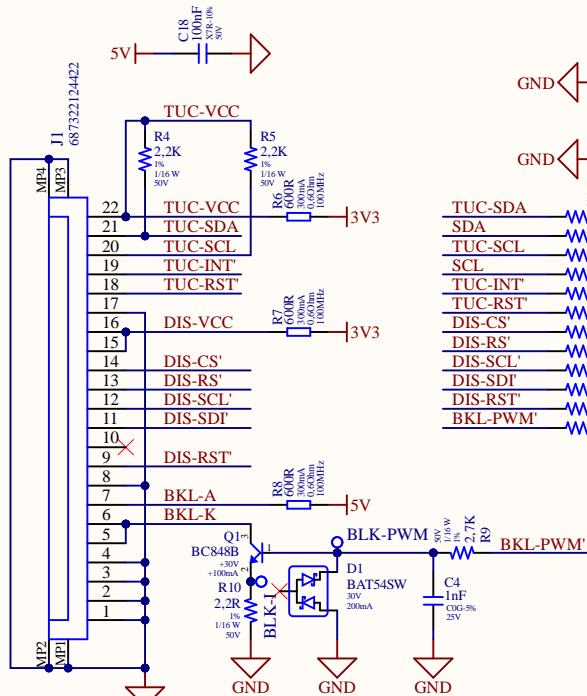 5V
C18
100nF
X7R-10%
50V
GND
J1
687322124422
TUC-VCC
R4
2,2K
1%
1/16 W
50V
R5
2,2K
1%
1/16 W
50V
GND
MP4
MP3
22
TUC-VCC
R6
600R
300mA
0,6Ohm
100MHz
3V3
21
TUC-SDA
20
TUC-SCL
19
TUC-INT'
18
TUC-RST'
17
16
DIS-VCC
R7
600R
300mA
0,6Ohm
100MHz
3V3
15
14
DIS-CS'
13
DIS-RS'
12
DIS-SCL'
11
DIS-SDI'
10
9
DIS-RST'
8
7
BKL-A
R8
600R
300mA
0,6Ohm
100MHz
5V
6
BKL-K
5
4
3
2
1
MP2
MP1
TUC-SDA
SDA
TUC-SCL
SCL
TUC-INT'
TUC-RST'
DIS-CS'
DIS-RS'
DIS-SCL'
DIS-SDI'
DIS-RST'
BKL-PWM'
Q1
BC848B
+30V
+100mA
3
1
2
BLK-PWM
50V
1/16 W
1%
2,7K
R9
BKL-PWM'
R10
2,2R
1%
1/16 W
50V
BLK-I
D1
BAT54SW
30V
200mA
C4
1nF
C0G-5%
25V
GND
GND
GND